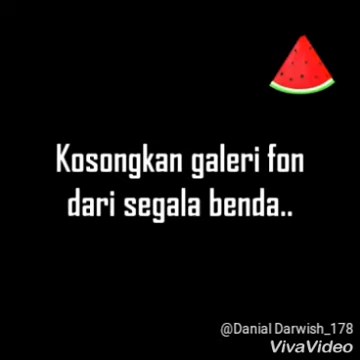 Kosongkan galeri fon
dari segala benda..
@Danial Darwish_178
VivaVideo